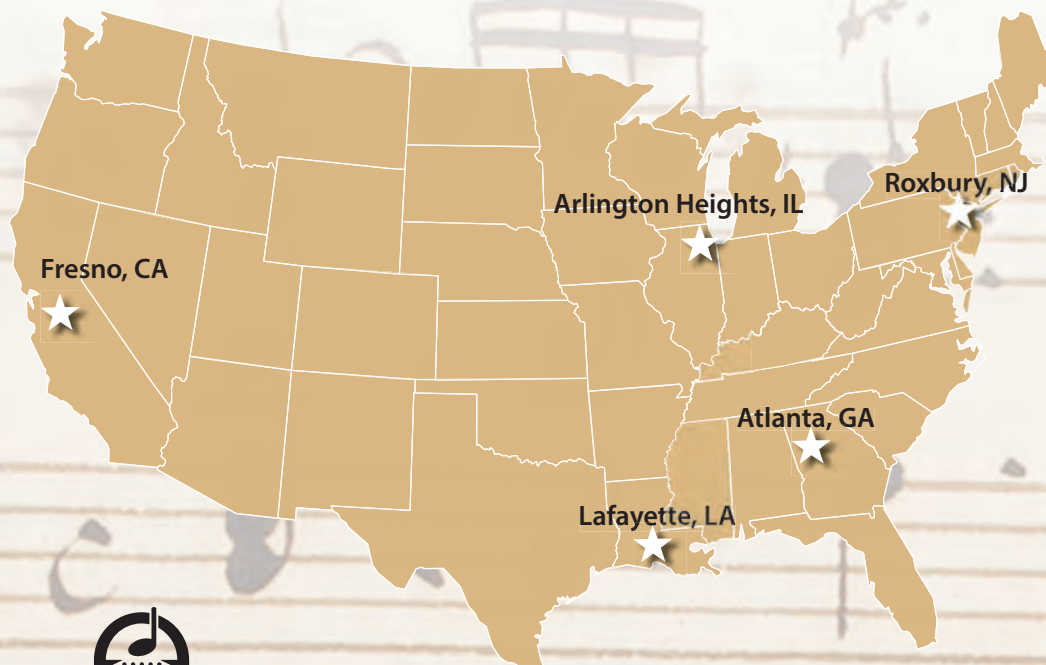 Roxbury, NJ
Arlington Heights, IL
Fresno, CA
Atlanta, GA
Lafayette, LA